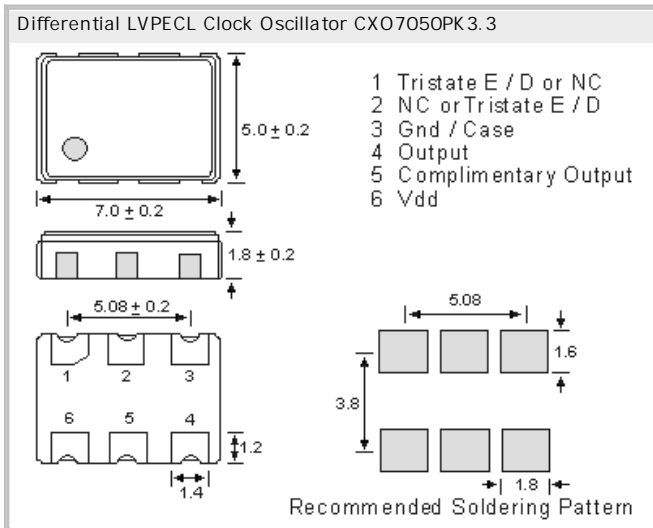 Differential LVPECL Clock Oscillator CXO7050PK3.3
5.0 ± 0.2
7.0 ± 0.2
1.8 ± 0.2
1 Tristate E / D or NC
2 NC or Tristate E / D
3 Gnd / Case
4 Output
5 Complimentary Output
6 Vdd
5.08 ± 0.2
1 2 3
6 5 4
1.2
1.4
5.08
1.6
3.8
1.8
Recommended Soldering Pattern